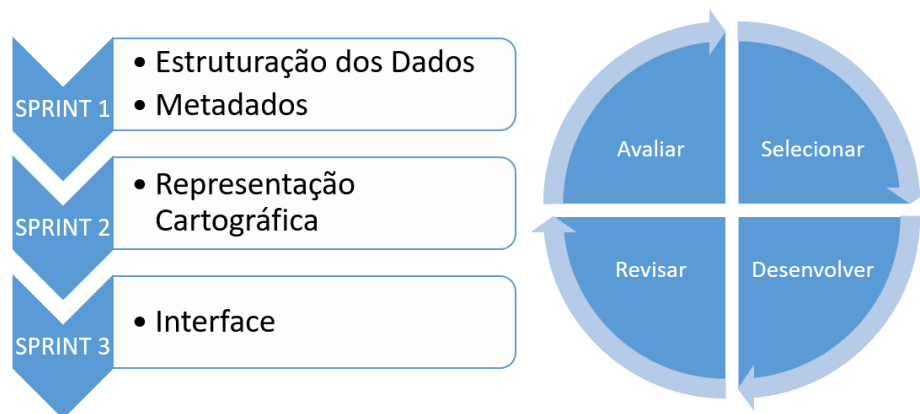 SPRINT 1
• Estruturação dos Dados
• Metadados
SPRINT 2
• Representação
Cartográfica
SPRINT 3
• Interface
Avaliar
Selecionar
Revisar
Desenvolver